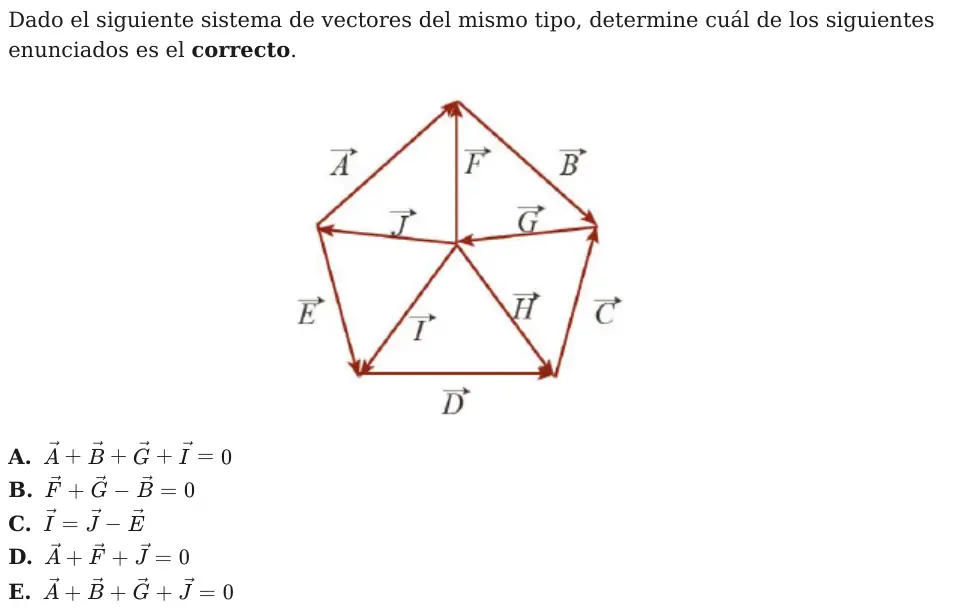 Dado el siguiente sistema de vectores del mismo tipo, determine cuál de los siguientes
enunciados es el correcto.
A⃗
F⃗
B⃗
J⃗
G⃗
E⃗
I⃗
H⃗
C⃗
D⃗
A. A⃗ + B⃗ + G⃗ + I⃗ = 0
B. F⃗ + G⃗ − B⃗ = 0
C. I⃗ = J⃗ − E⃗
D. A⃗ + F⃗ + J⃗ = 0
E. A⃗ + B⃗ + G⃗ + J⃗ = 0